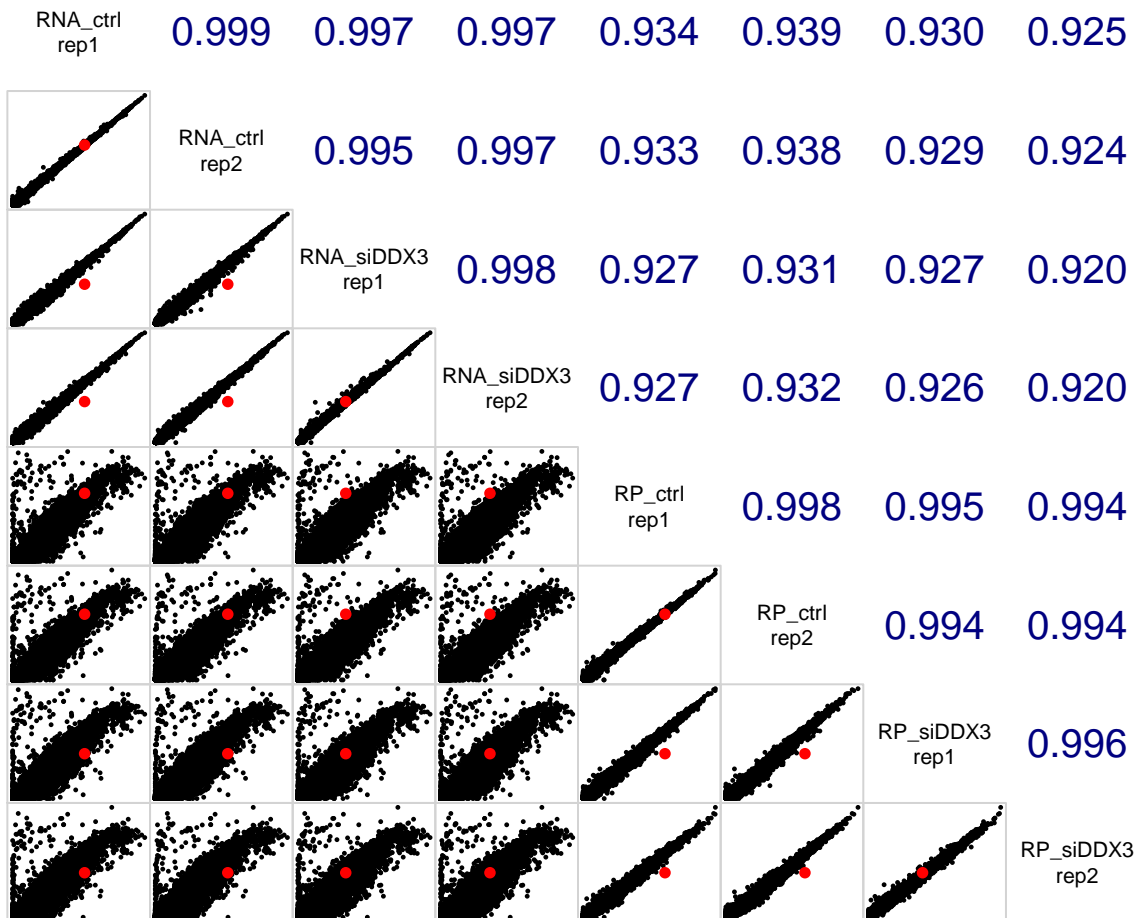 RNA_ctrl
rep1
0.999 0.997 0.997 0.934 0.939 0.930 0.925
RNA_ctrl
rep2
0.995 0.997 0.933 0.938 0.929 0.924
RNA_siDDX3
rep1
0.998 0.927 0.931 0.927 0.920
RNA_siDDX3
rep2
0.927 0.932 0.926 0.920
RP_ctrl
rep1
0.998 0.995 0.994
RP_ctrl
rep2
0.994 0.994
RP_siDDX3
rep1
0.996
RP_siDDX3
rep2